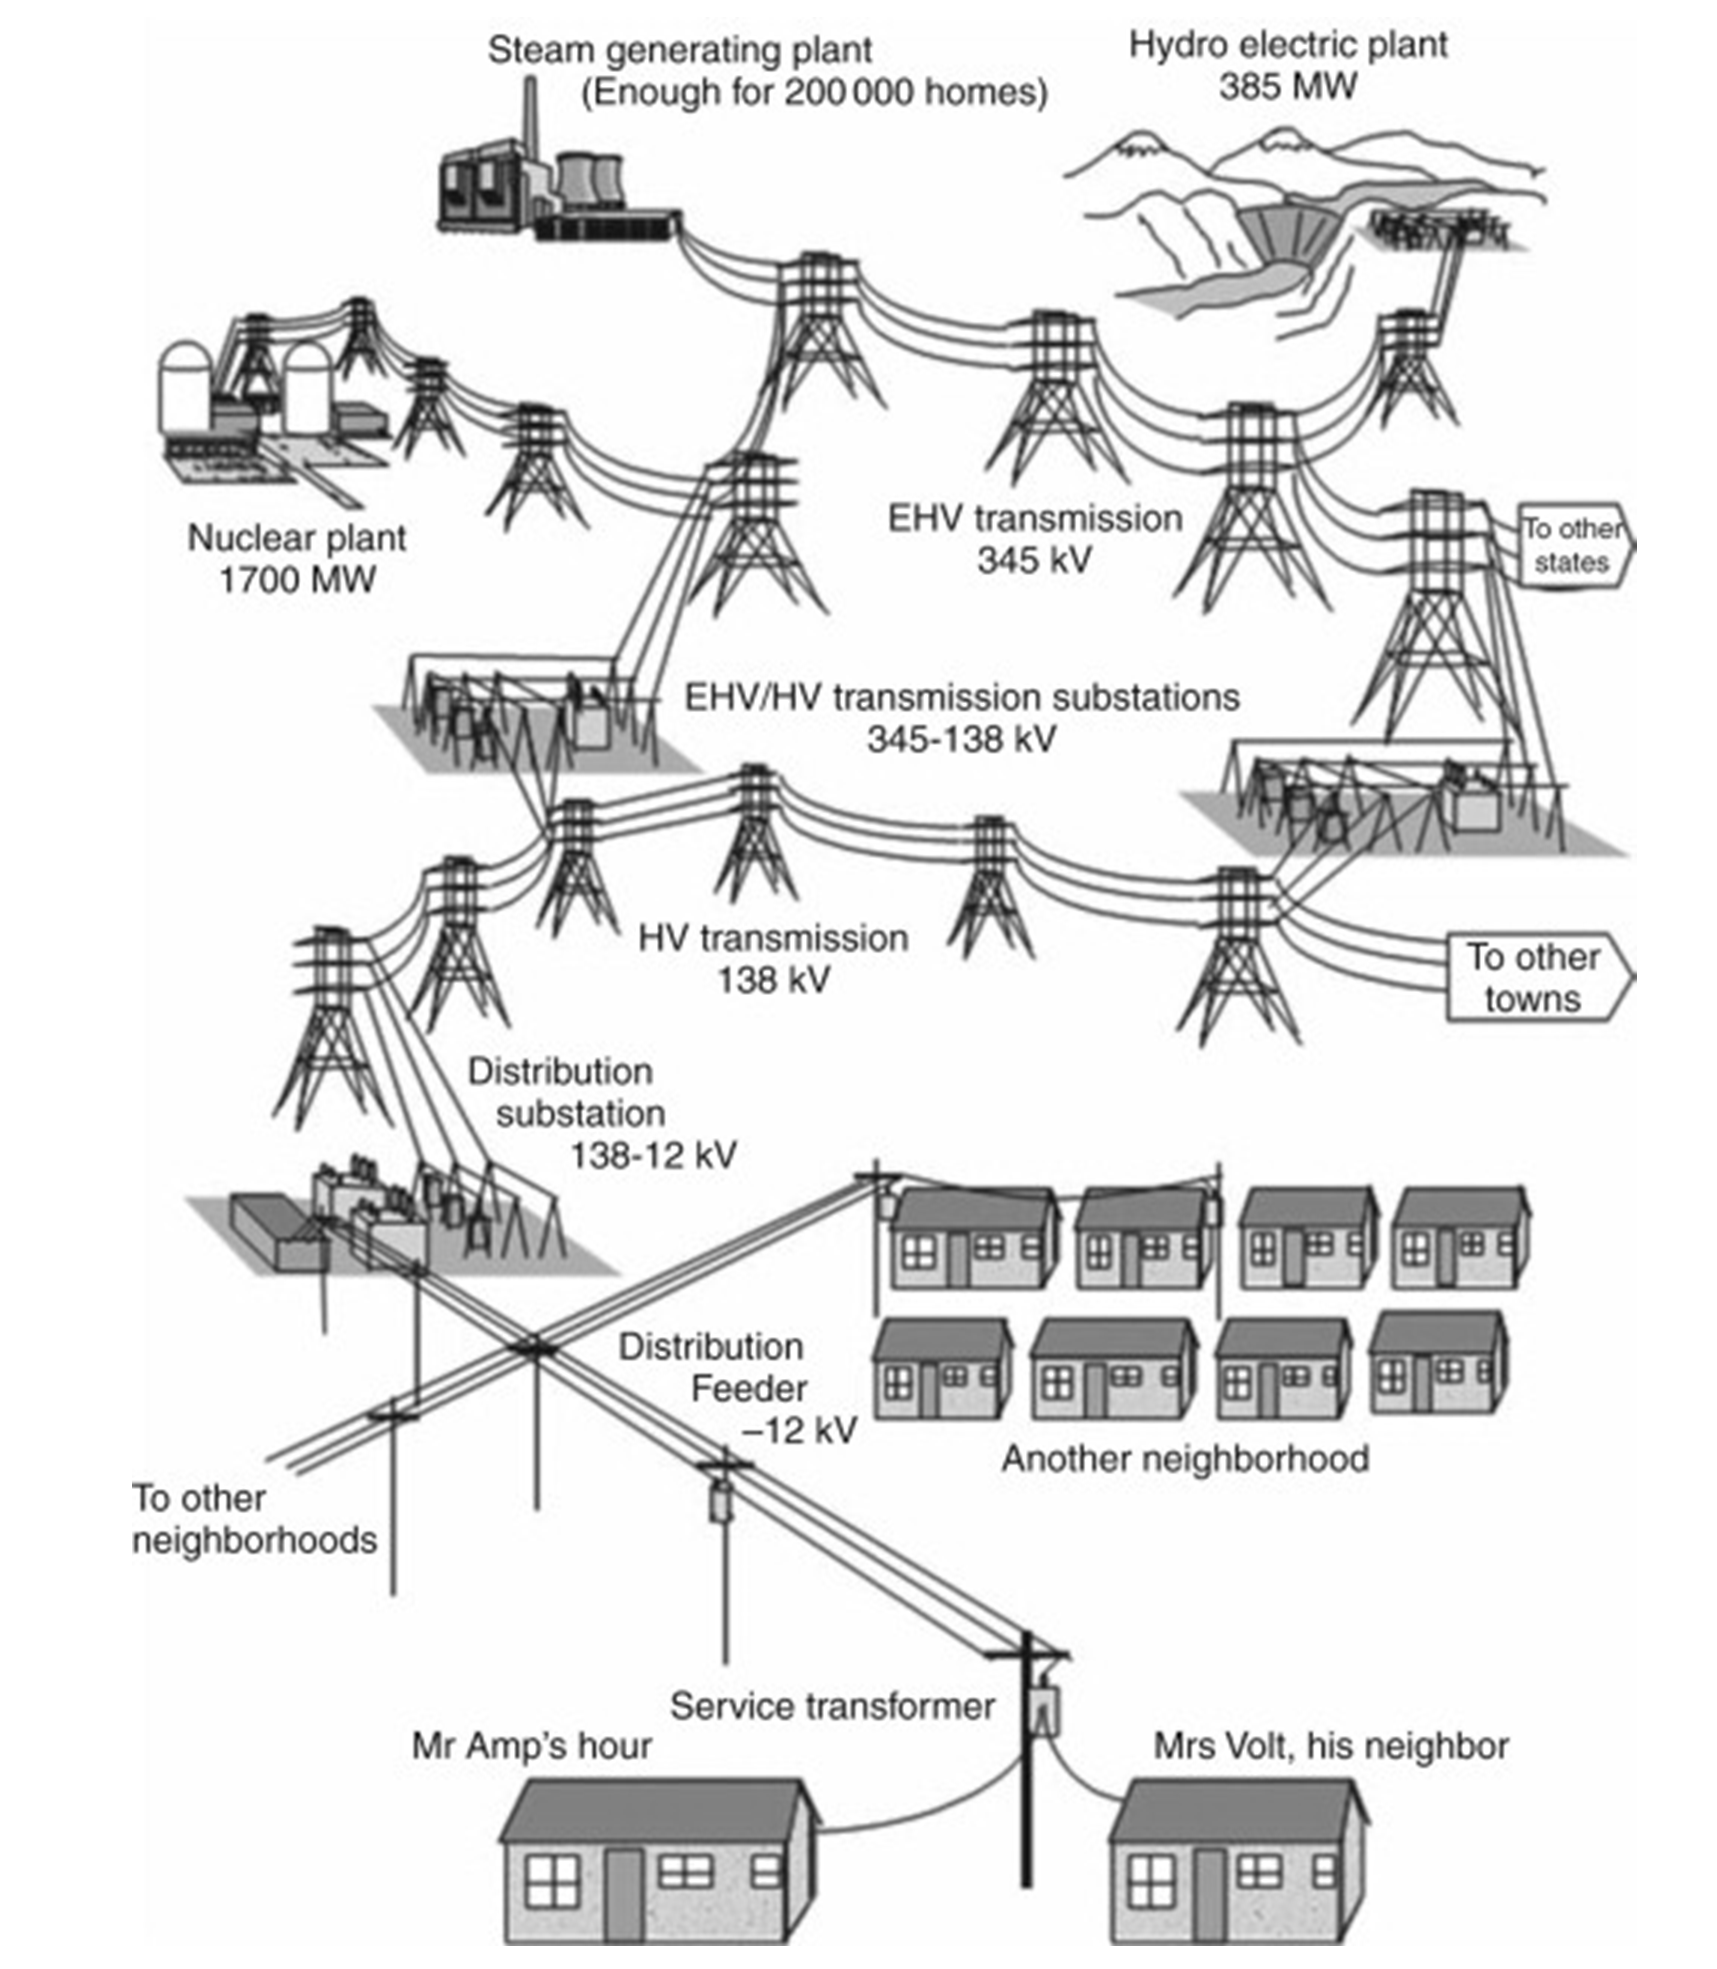 Steam generating plant
(Enough for 200 000 homes)
Hydro electric plant
385 MW
Nuclear plant
1700 MW
EHV transmission
345 kV
To other
states
EHV/HV transmission substations
345-138 kV
HV transmission
138 kV
To other
towns
Distribution
substation
138-12 kV
Distribution
Feeder
–12 kV
Another neighborhood
To other
neighborhoods
Service transformer
Mr Amp's hour
Mrs Volt, his neighbor